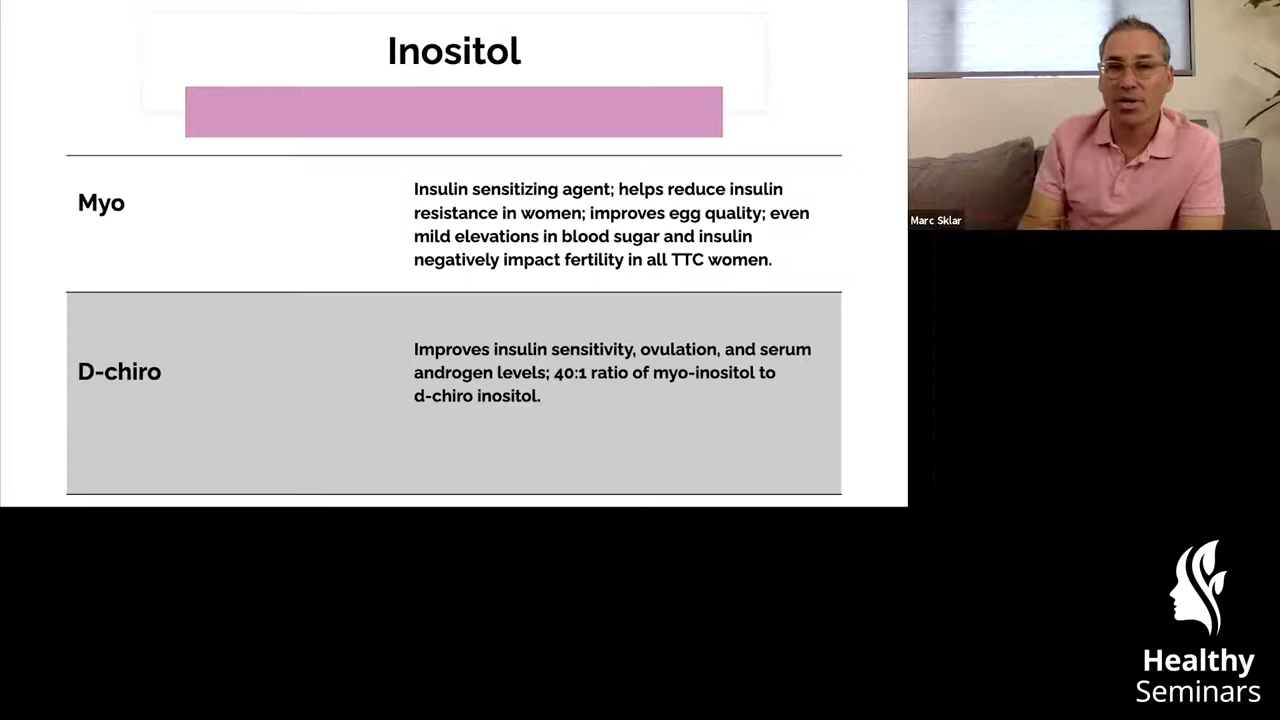 Inositol
Myo
Insulin sensitizing agent; helps reduce insulin
resistance in women; improves egg quality; even
mild elevations in blood sugar and insulin
negatively impact fertility in all TTC women.
D-chiro
Improves insulin sensitivity, ovulation, and serum
androgen levels; 40:1 ratio of myo-inositol to
d-chiro inositol.
Marc Sklar
Healthy
Seminars